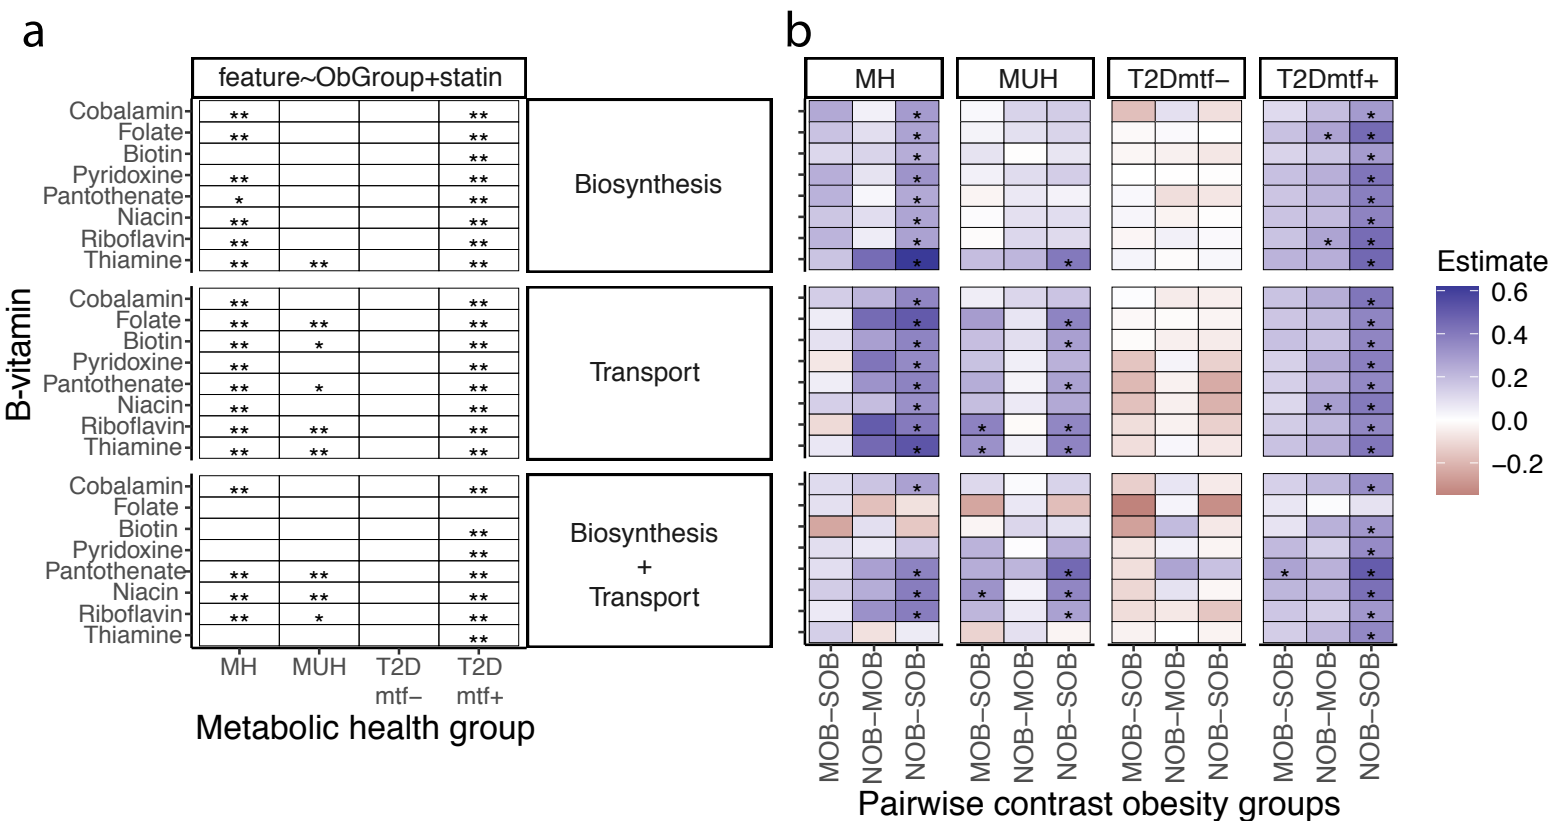 a
feature~ObGroup+statin
B-vitamin
Cobalamin ** **
Folate ** **
Biotin **
Pyridoxine ** **
Pantothenate * **
Niacin ** **
Riboflavin ** **
Thiamine ** ** **
Biosynthesis
Cobalamin ** **
Folate ** ** **
Biotin ** * **
Pyridoxine ** **
Pantothenate ** * **
Niacin ** **
Riboflavin ** ** **
Thiamine ** ** **
Transport
Cobalamin ** **
Folate
Biotin **
Pyridoxine **
Pantothenate ** ** **
Niacin ** ** **
Riboflavin ** * **
Thiamine **
Biosynthesis
+
Transport
MH MUH T2D T2D
mtf− mtf+
Metabolic health group
b
MH MUH T2Dmtf− T2Dmtf+
* *
* * *
* *
* *
* *
* *
* * *
* * *
* *
* * *
* * *
* *
* * *
* * *
* * * *
* * * *
* *
*
*
* * * *
* * * *
* * *
*
MOB−SOB NOB−MOB NOB−SOB MOB−SOB NOB−MOB NOB−SOB MOB−SOB NOB−MOB NOB−SOB MOB−SOB NOB−MOB NOB−SOB
Pairwise contrast obesity groups
Estimate
0.6
0.4
0.2
0.0
−0.2